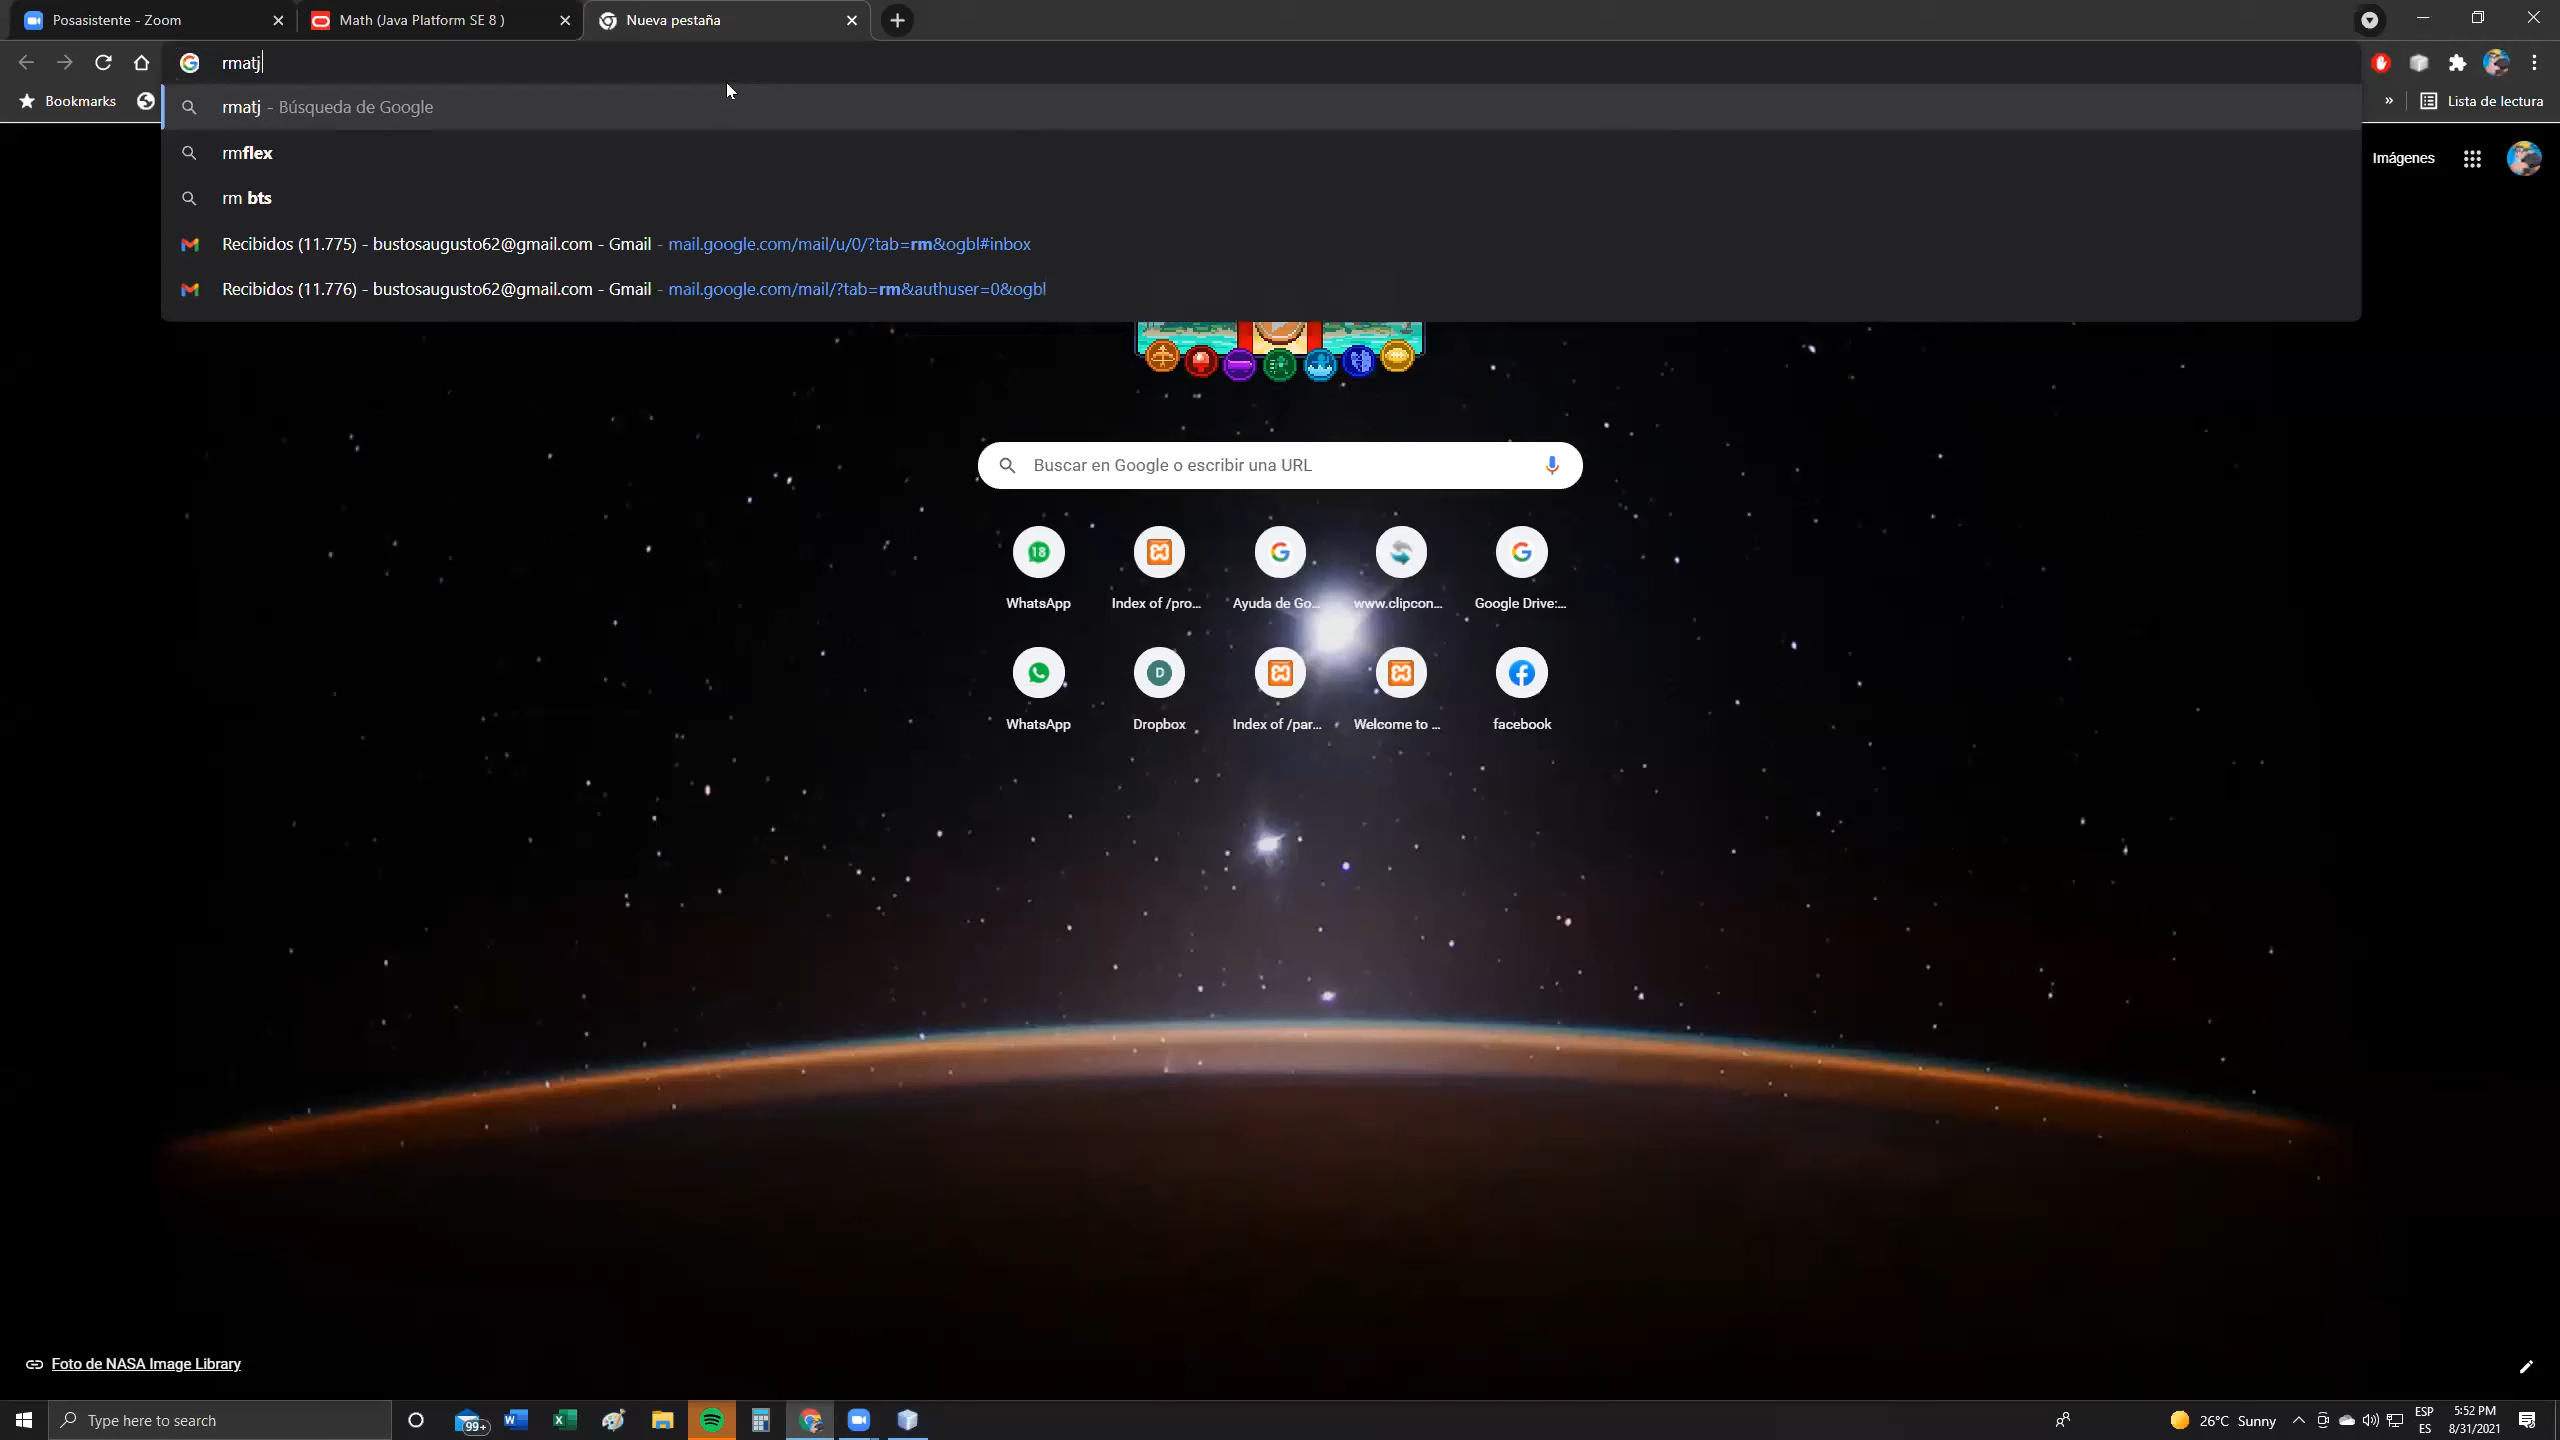 Posasistente - Zoom
Math (Java Platform SE 8 )
Nueva pestaña
rmatj
Bookmarks
Lista de lectura
rmatj - Búsqueda de Google
rmflex
rm bts
Recibidos (11.775) - bustosaugusto62@gmail.com - Gmail - mail.google.com/mail/u/0/?tab=rm&ogbl#inbox
Recibidos (11.776) - bustosaugusto62@gmail.com - Gmail - mail.google.com/mail/?tab=rm&authuser=0&ogbl
Imágenes
Buscar en Google o escribir una URL
18
WhatsApp
Index of /pro...
Ayuda de Go...
www.clipcon...
Google Drive:...
D
WhatsApp
Dropbox
Index of /par...
Welcome to ...
facebook
Foto de NASA Image Library
Type here to search
99+
26°C Sunny
ESP
ES
5:52 PM
8/31/2021